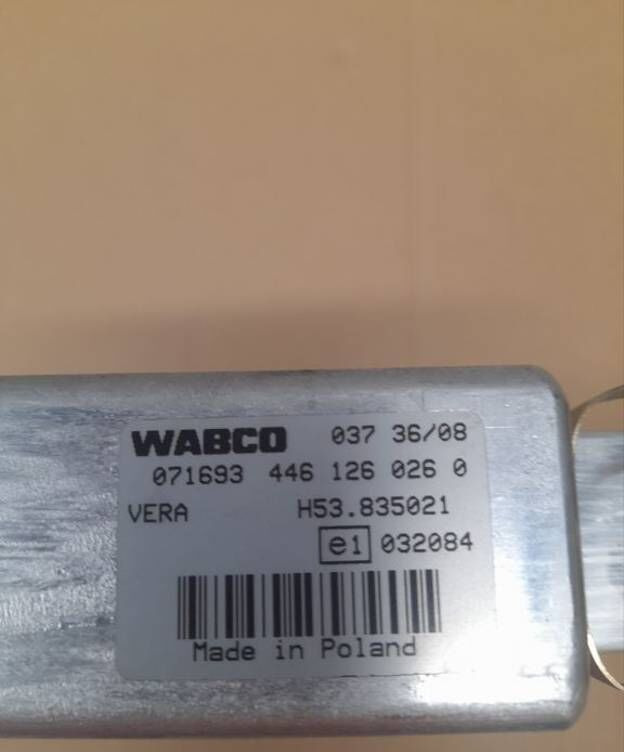 WABCO 037 36/08
071693 446 126 026 0
VERA H53.835021
e1 032084
Made in Poland